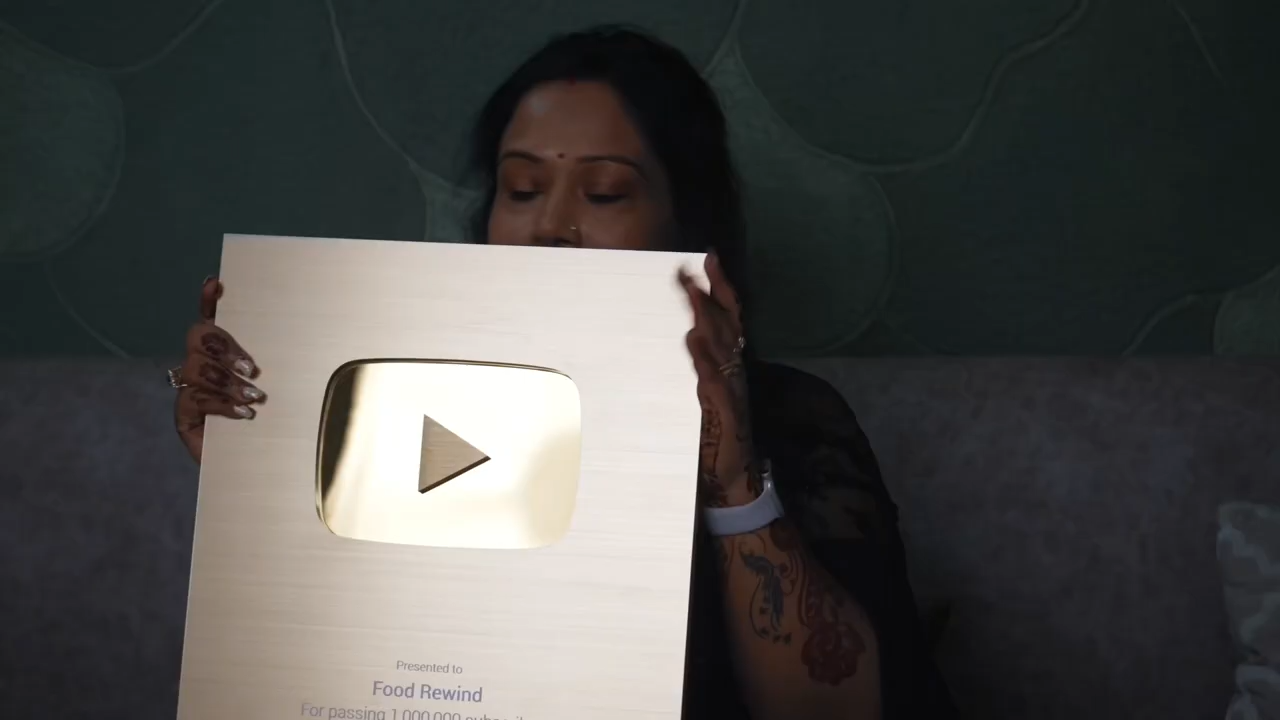 Presented to
Food Rewind
For passing 1,000,000